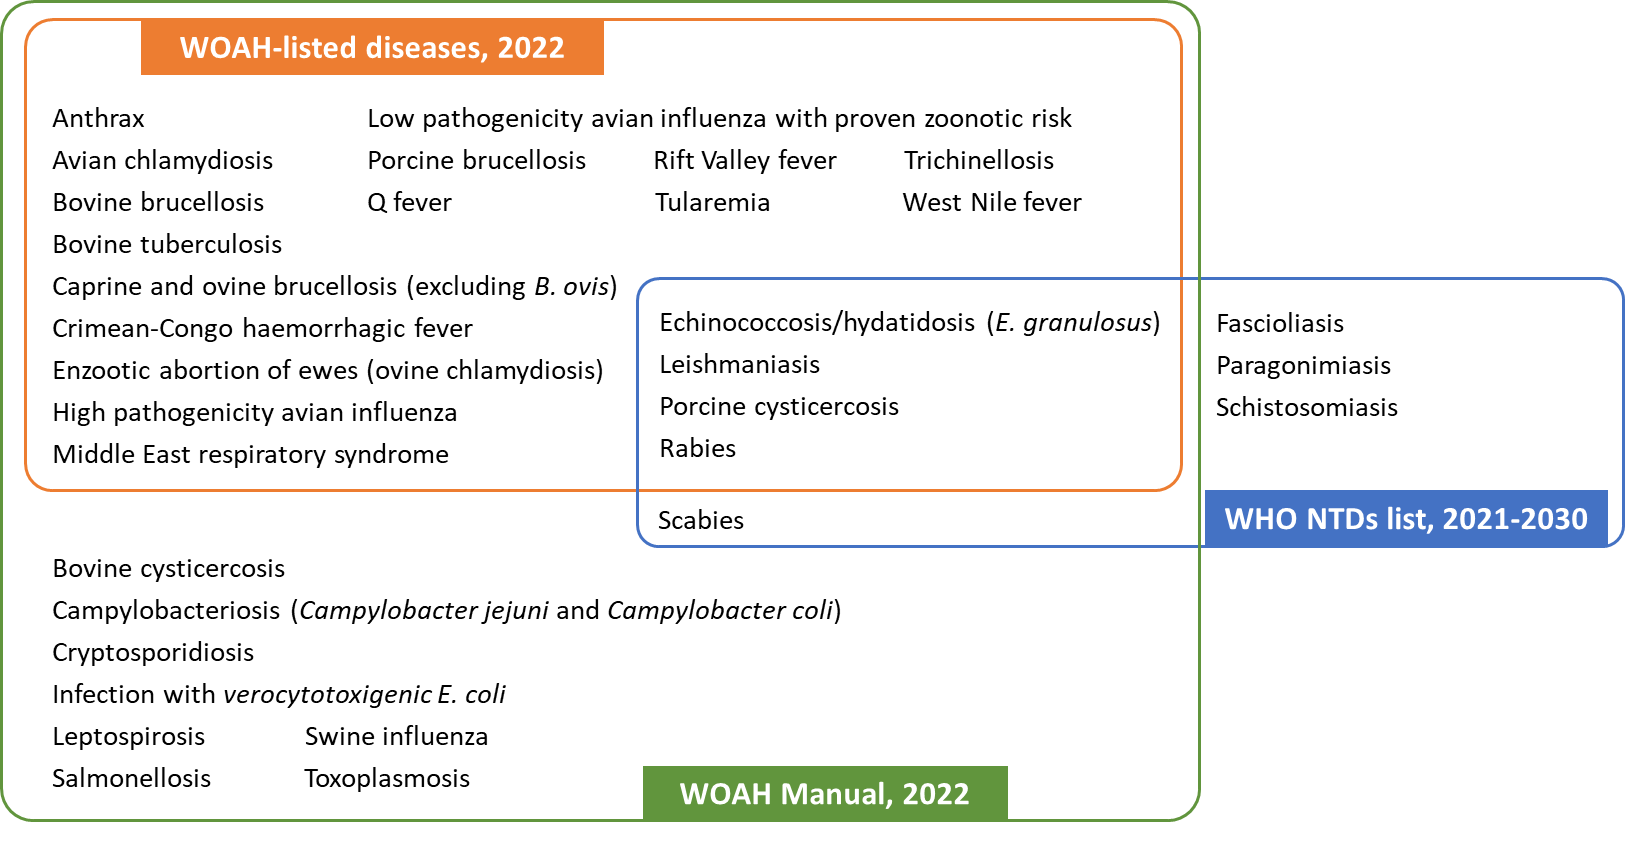 WOAH-listed diseases, 2022
Anthrax
Low pathogenicity avian influenza with proven zoonotic risk
Avian chlamydiosis
Porcine brucellosis
Rift Valley fever
Trichinellosis
Bovine brucellosis
Q fever
Tularemia
West Nile fever
Bovine tuberculosis
Caprine and ovine brucellosis (excluding B. ovis)
Crimean-Congo haemorrhagic fever
Enzootic abortion of ewes (ovine chlamydiosis)
High pathogenicity avian influenza
Middle East respiratory syndrome
Echinococcosis/hydatidosis (E. granulosus)
Leishmaniasis
Porcine cysticercosis
Rabies
Scabies
Fascioliasis
Paragonimiasis
Schistosomiasis
WHO NTDs list, 2021-2030
Bovine cysticercosis
Campylobacteriosis (Campylobacter jejuni and Campylobacter coli)
Cryptosporidiosis
Infection with verocytotoxigenic E. coli
Leptospirosis
Swine influenza
Salmonellosis
Toxoplasmosis
WOAH Manual, 2022